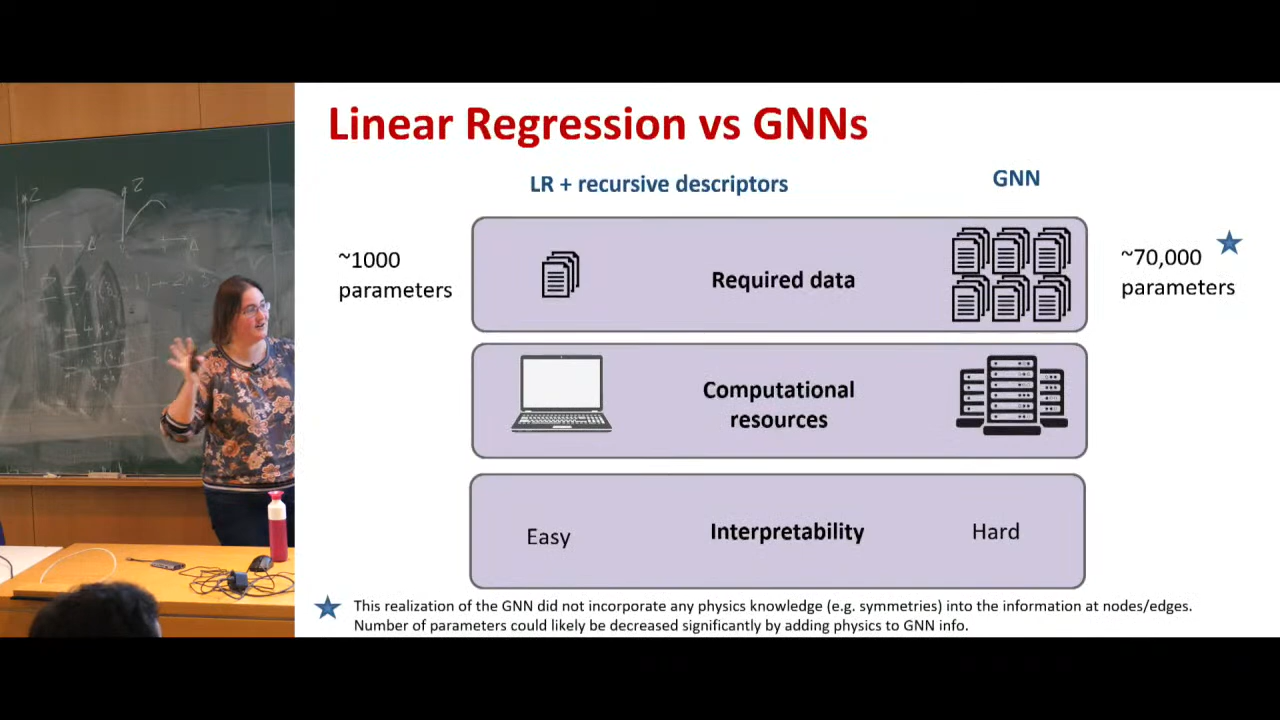 Linear Regression vs GNNs
LR + recursive descriptors
GNN
~1000
parameters
Required data
~70,000
parameters
Computational
resources
Easy
Interpretability
Hard
This realization of the GNN did not incorporate any physics knowledge (e.g. symmetries) into the information at nodes/edges.
Number of parameters could likely be decreased significantly by adding physics to GNN info.